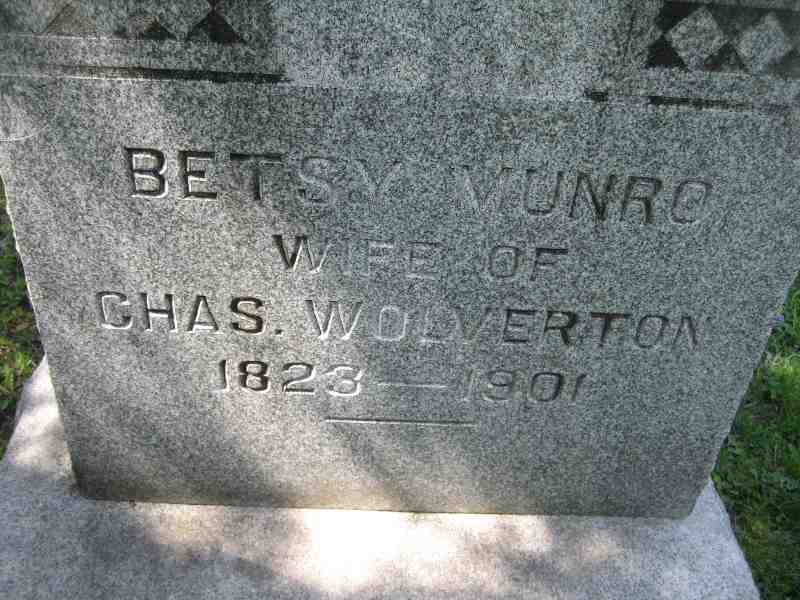 BETSY MUNRO
WIFE OF
CHAS. WOLVERTON
1823—1901